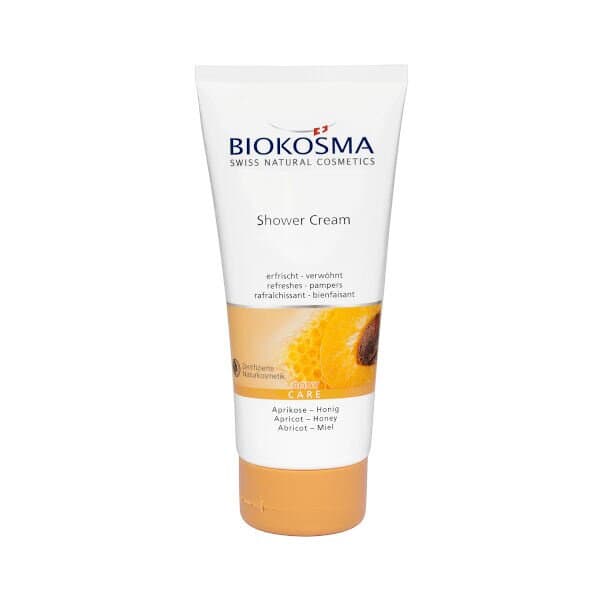 BIOKOSMA
SWISS NATURAL COSMETICS
Shower Cream
erfrischt - verwöhnt
refreshes - pampers
rafraîchissant - bienfaisant
Zertifizierte
Naturkosmetik
BODY
CARE
Aprikose – Honig
Apricot – Honey
Abricot – Miel